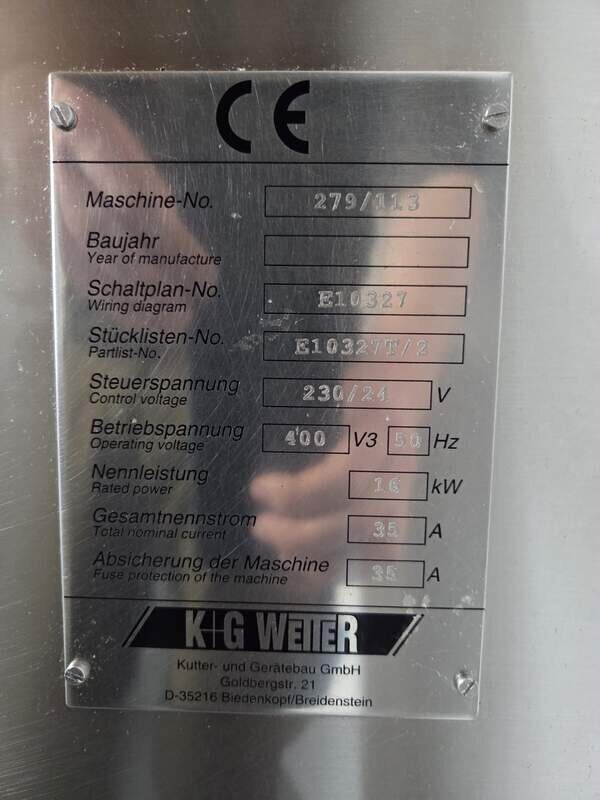 CE
Maschine-No. 279/113
Baujahr
Year of manufacture
Schaltplan-No. E10327
Wiring diagram
Stücklisten-No. E10327T/2
Partlist-No.
Steuerspannung 230/24 V
Control voltage
Betriebspannung 400 V3 50 Hz
Operating voltage
Nennleistung 16 kW
Rated power
Gesamtnennstrom 35 A
Total nominal current
Absicherung der Maschine 35 A
Fuse protection of the machine
K+G WETTER
Kutter- und Gerätebau GmbH
Goldbergstr. 21
D-35216 Biedenkopf/Breidenstein